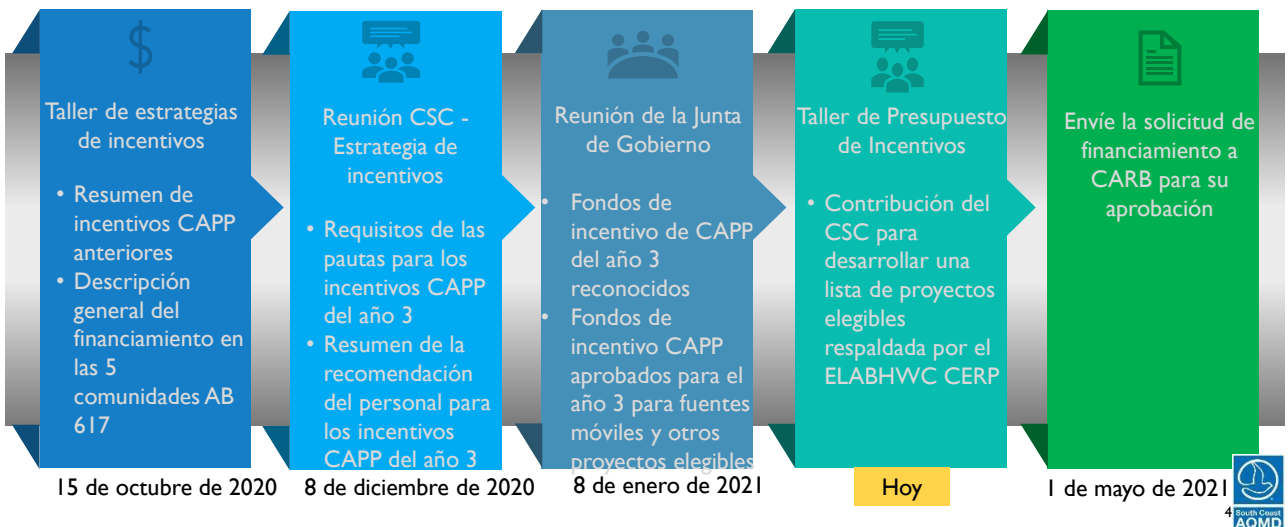 $
Taller de estrategias
de incentivos
• Resumen de
incentivos CAPP
anteriores
• Descripción
general del
financiamiento en
las 5
comunidades AB
617
15 de octubre de 2020
Reunión CSC -
Estrategia de
incentivos
• Requisitos de las
pautas para los
incentivos CAPP
del año 3
• Resumen de la
recomendación
del personal para
los incentivos
CAPP del año 3
8 de diciembre de 2020
Reunión de la Junta
de Gobierno
• Fondos de
incentivo de CAPP
del año 3
reconocidos
• Fondos de
incentivo CAPP
aprobados para el
año 3 para fuentes
móviles y otros
proyectos elegibles
8 de enero de 2021
Taller de Presupuesto
de Incentivos
• Contribución del
CSC para
desarrollar una
lista de proyectos
elegibles
respaldada por el
ELABHWC CERP
Hoy
Envíe la solicitud de
financiamiento a
CARB para su
aprobación
1 de mayo de 2021
4
South Coast
AQMD